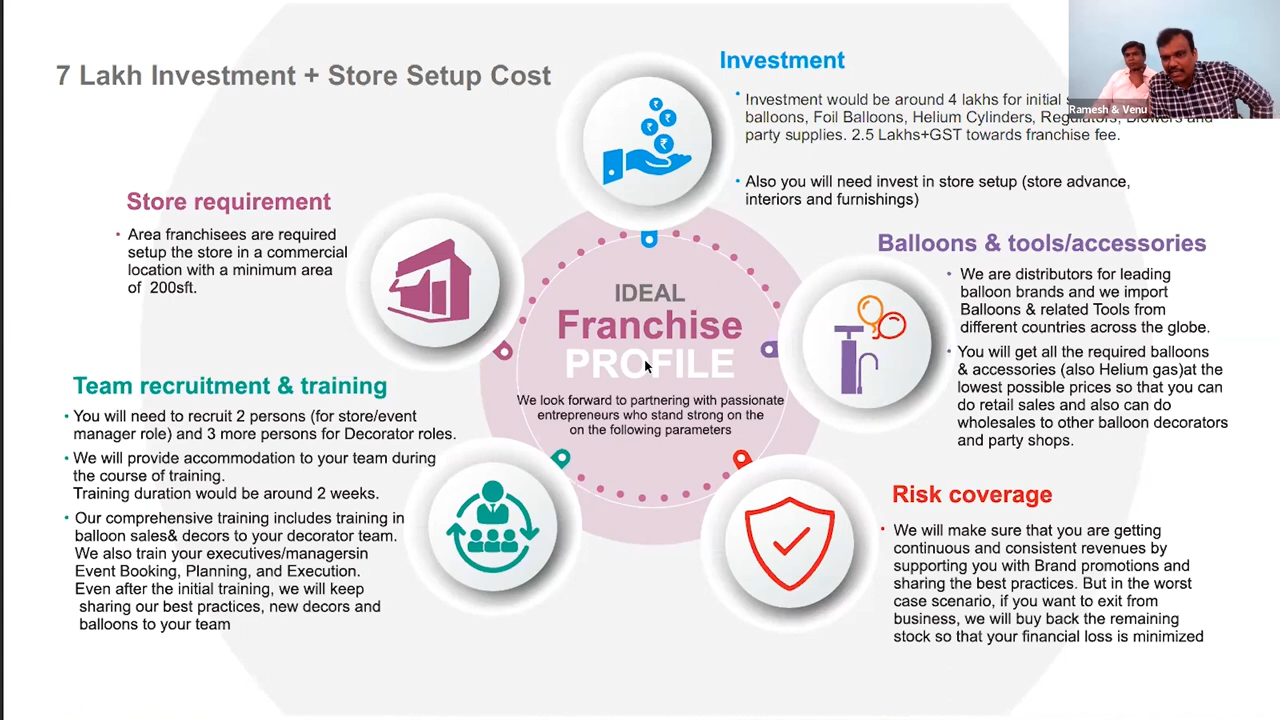 7 Lakh Investment + Store Setup Cost
Investment
Investment would be around 4 lakhs for initial
balloons, Foil Balloons, Helium Cylinders, Regulators, Blowers and
party supplies. 2.5 Lakhs+GST towards franchise fee.
Also you will need invest in store setup (store advance,
interiors and furnishings)
Ramesh & Venu
Store requirement
Area franchisees are required
setup the store in a commercial
location with a minimum area
of 200sft.
Balloons & tools/accessories
We are distributors for leading
balloon brands and we import
Balloons & related Tools from
different countries across the globe.
You will get all the required balloons
& accessories (also Helium gas)at the
lowest possible prices so that you can
do retail sales and also can do
wholesales to other balloon decorators
and party shops.
IDEAL
Franchise
PROFILE
We look forward to partnering with passionate
entrepreneurs who stand strong on the
on the following parameters
Team recruitment & training
You will need to recruit 2 persons (for store/event
manager role) and 3 more persons for Decorator roles.
We will provide accommodation to your team during
the course of training.
Training duration would be around 2 weeks.
Our comprehensive training includes training in
balloon sales& decors to your decorator team.
We also train your executives/managersin
Event Booking, Planning, and Execution.
Even after the initial training, we will keep
sharing our best practices, new decors and
balloons to your team
Risk coverage
We will make sure that you are getting
continuous and consistent revenues by
supporting you with Brand promotions and
sharing the best practices. But in the worst
case scenario, if you want to exit from
business, we will buy back the remaining
stock so that your financial loss is minimized